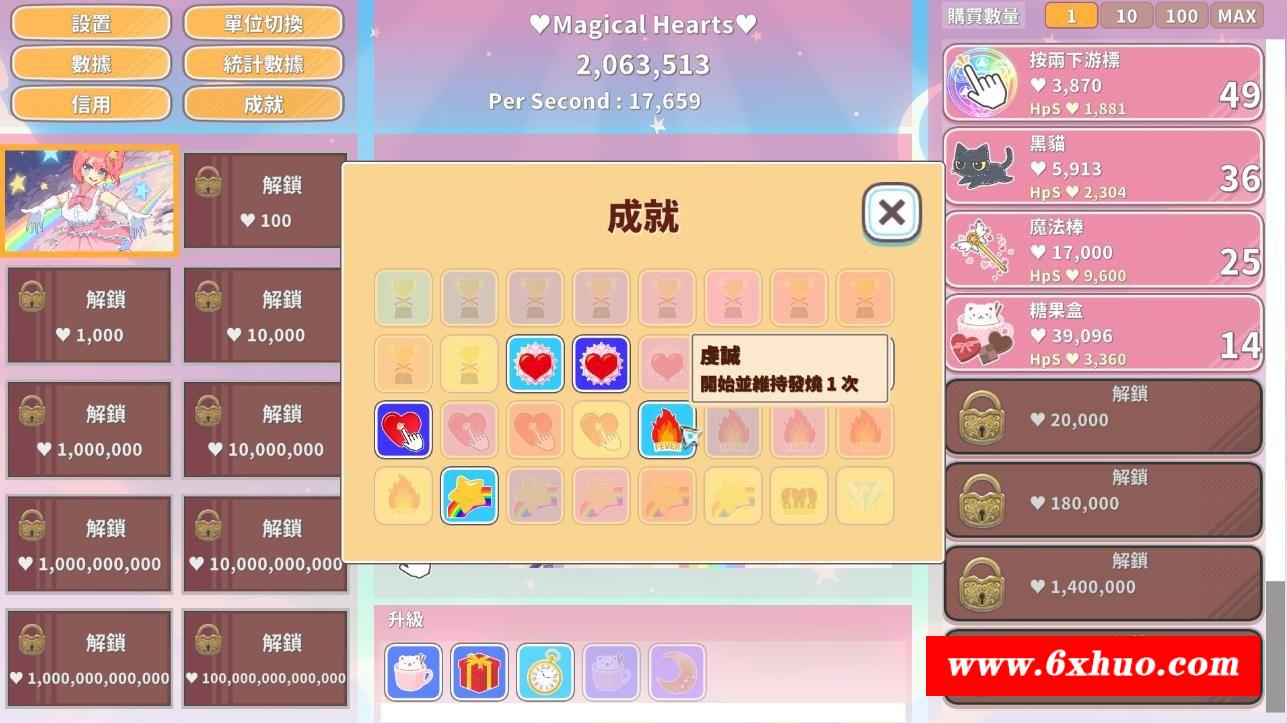 設置
單位切換
數據
統計數據
信用
成就
♥Magical Hearts♥
2,063,513
Per Second : 17,659
購買數量
1
10
100
MAX
解鎖
♥ 100
解鎖
♥ 1,000
解鎖
♥ 10,000
解鎖
♥ 1,000,000
解鎖
♥ 10,000,000
解鎖
♥ 1,000,000,000
解鎖
♥ 10,000,000,000
解鎖
♥ 1,000,000,000,000
解鎖
♥ 100,000,000,000,000
成就
虔誠
開始並維持發燒 1 次
FEVER
升級
按兩下游標
♥ 3,870
HpS ♥ 1,881
49
黑貓
♥ 5,913
HpS ♥ 2,304
36
魔法棒
♥ 17,000
HpS ♥ 9,600
25
糖果盒
♥ 39,096
HpS ♥ 3,360
14
解鎖
♥ 20,000
解鎖
♥ 180,000
解鎖
♥ 1,400,000
www.6xhuo.com